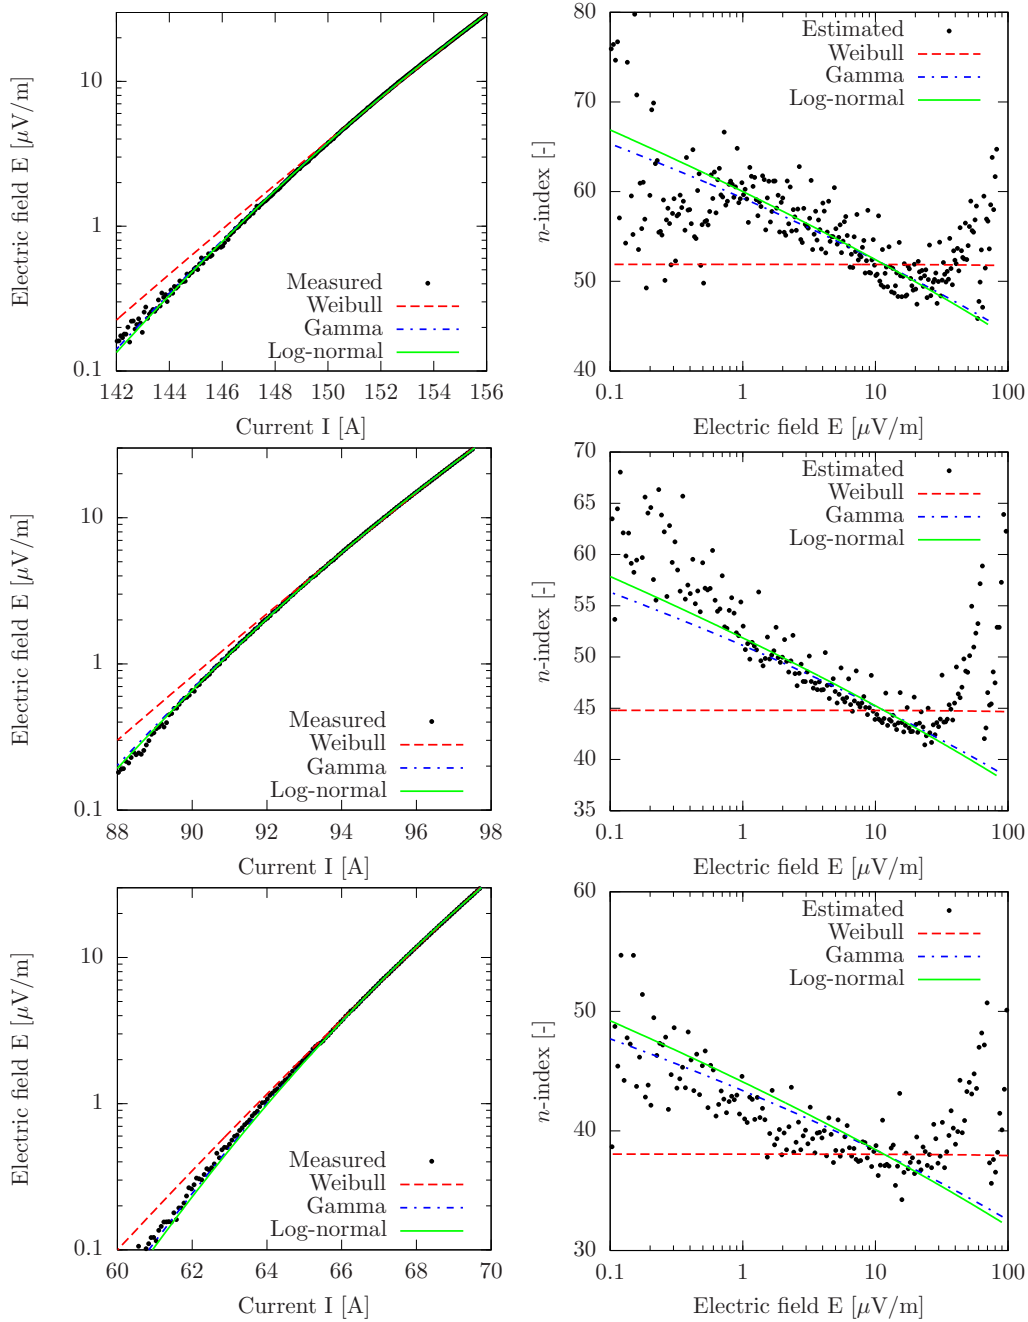 Electric field E [μV/m]
10
1
0.1
Measured
Weibull
Gamma
Log-normal
142 144 146 148 150 152 154 156
Current I [A]
n-index [-]
80
70
60
50
40
Estimated
Weibull
Gamma
Log-normal
0.1 1 10 100
Electric field E [μV/m]
Electric field E [μV/m]
10
1
0.1
Measured
Weibull
Gamma
Log-normal
88 90 92 94 96 98
Current I [A]
n-index [-]
70
65
60
55
50
45
40
35
Estimated
Weibull
Gamma
Log-normal
0.1 1 10 100
Electric field E [μV/m]
Electric field E [μV/m]
10
1
0.1
Measured
Weibull
Gamma
Log-normal
60 62 64 66 68 70
Current I [A]
n-index [-]
60
50
40
30
Estimated
Weibull
Gamma
Log-normal
0.1 1 10 100
Electric field E [μV/m]